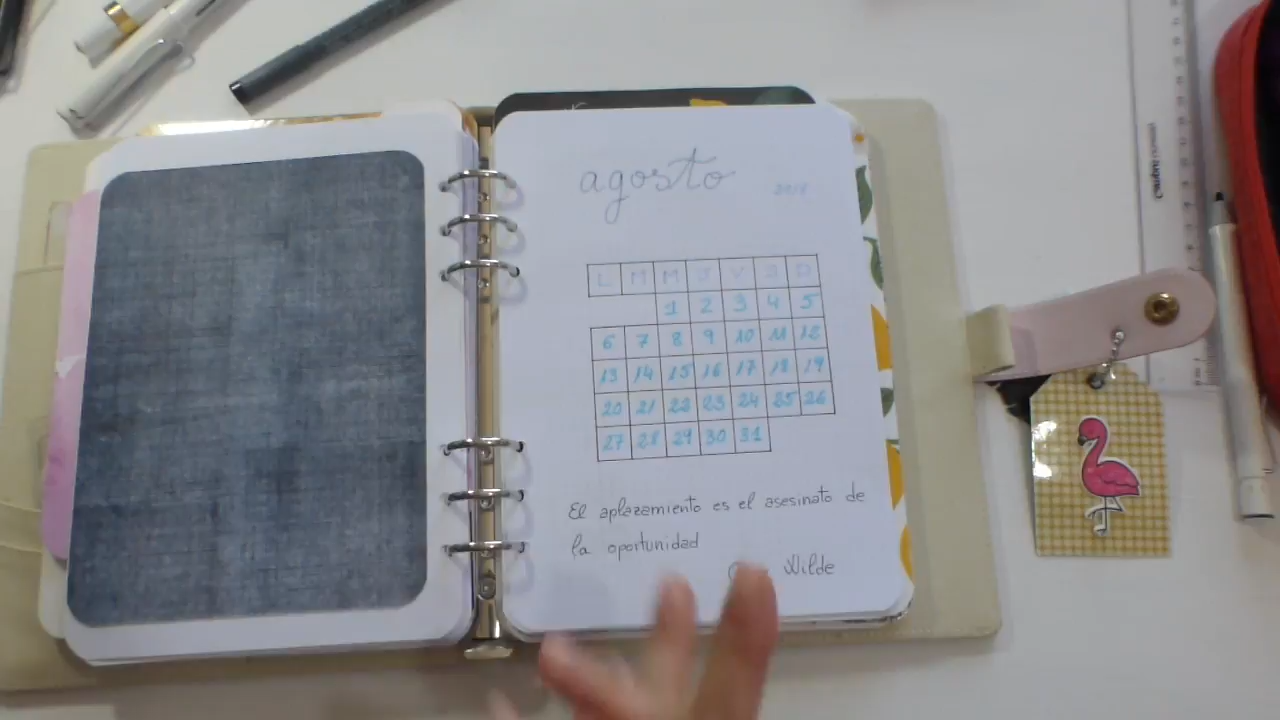 agosto
2018
L M M J V S D
1 2 3 4 5
6 7 8 9 10 11 12
13 14 15 16 17 18 19
20 21 22 23 24 25 26
27 28 29 30 31
El aplazamiento es el asesinato de
la oportunidad
Wilde